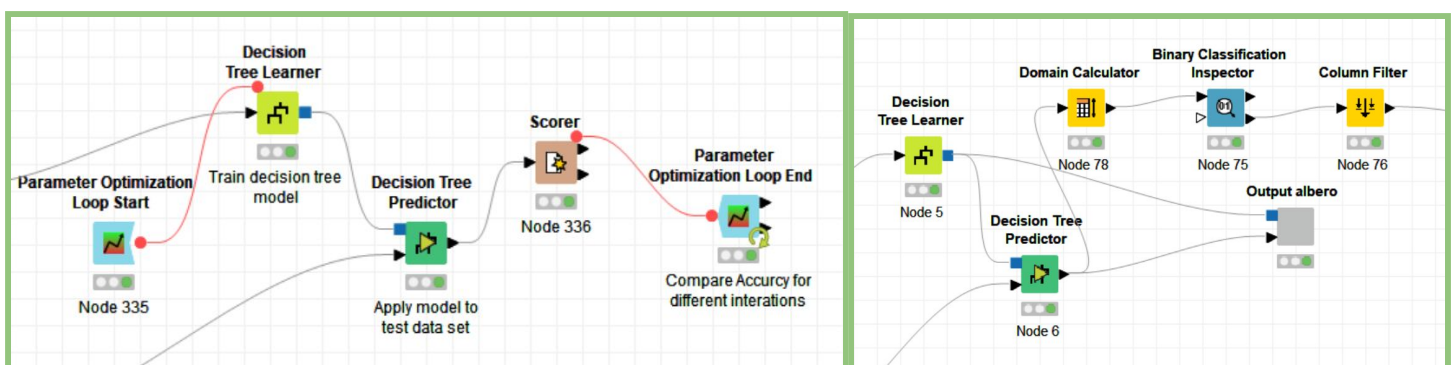 Decision
Tree Learner
Train decision tree
model
Parameter Optimization
Loop Start
Node 335
Decision Tree
Predictor
Apply model to
test data set
Scorer
Node 336
Parameter
Optimization Loop End
Compare Accurcy for
different interations
Decision
Tree Learner
Node 5
Decision Tree
Predictor
Node 6
Domain Calculator
Node 78
Binary Classification
Inspector
01
Node 75
Column Filter
Node 76
Output albero